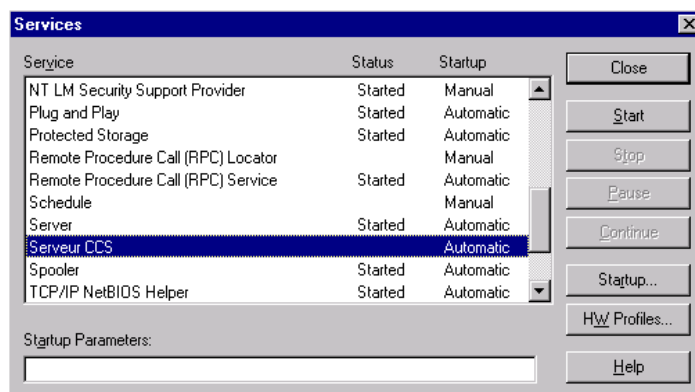 Services
Service Status Startup
NT LM Security Support Provider Started Manual
Plug and Play Started Automatic
Protected Storage Started Automatic
Remote Procedure Call (RPC) Locator Manual
Remote Procedure Call (RPC) Service Started Automatic
Schedule Manual
Server Started Automatic
Serveur CCS Automatic
Spooler Started Automatic
TCP/IP NetBIOS Helper Started Automatic
Startup Parameters:
Close
Start
Stop
Pause
Continue
Startup...
HW Profiles...
Help